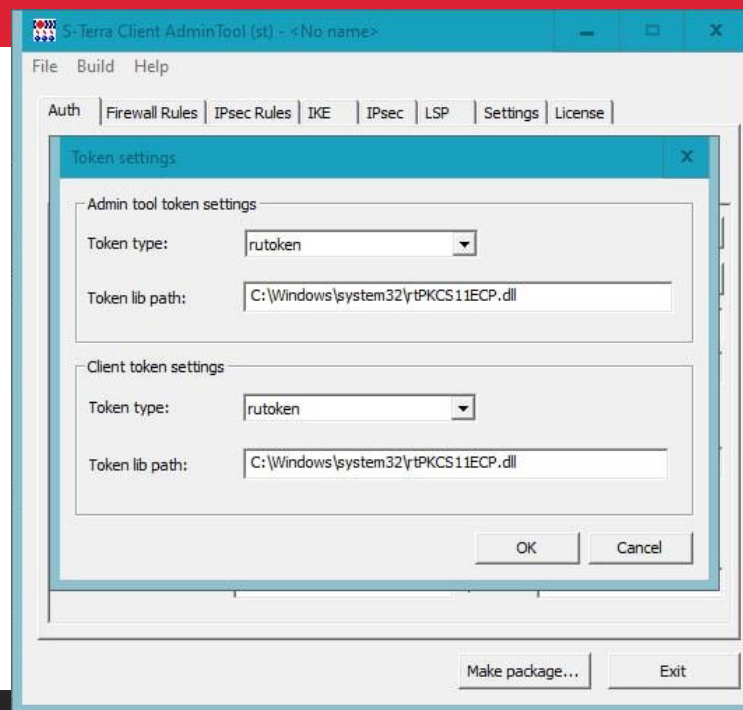 S-Terra Client AdminTool (st) - <No name>
File Build Help
Auth Firewall Rules IPsec Rules IKE IPsec LSP Settings License
Token settings
Admin tool token settings
Token type: rutoken
Token lib path: C:\Windows\system32\rtPKCS11ECP.dll
Client token settings
Token type: rutoken
Token lib path: C:\Windows\system32\rtPKCS11ECP.dll
OK Cancel
Make package... Exit